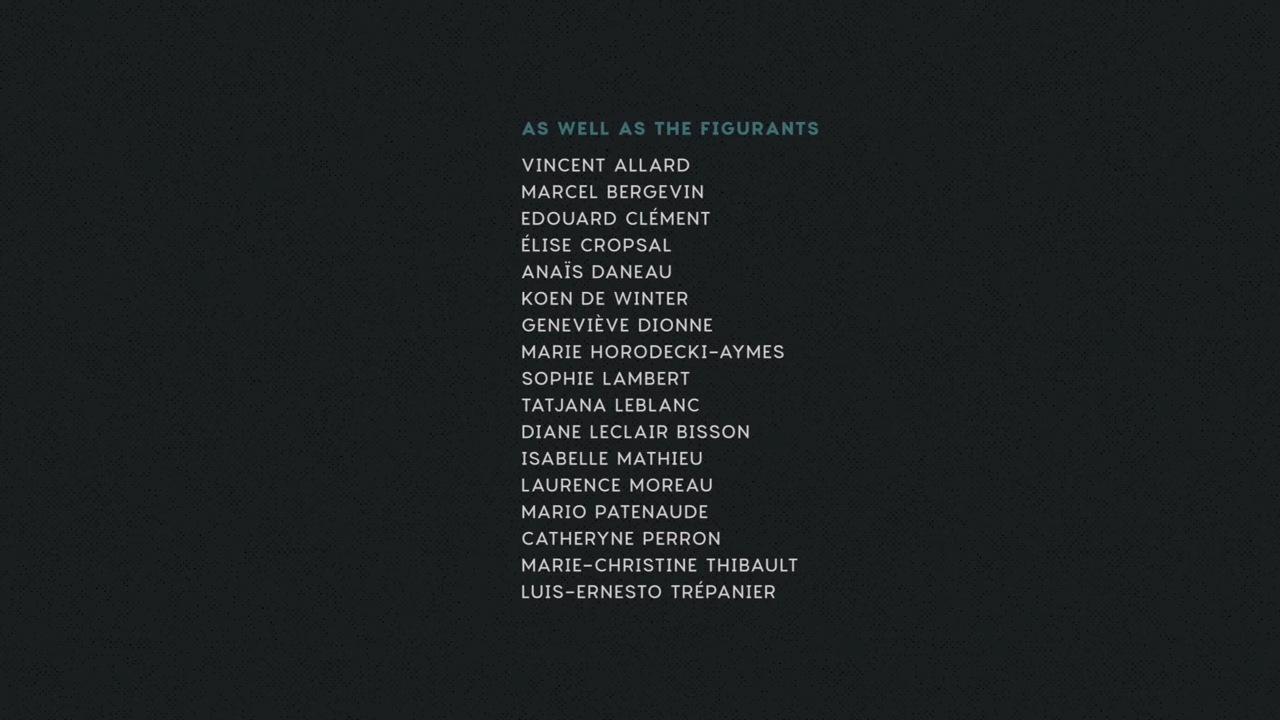 AS WELL AS THE FIGURANTS
VINCENT ALLARD
MARCEL BERGEVIN
EDOUARD CLÉMENT
ÉLISE CROPSAL
ANAÏS DANEAU
KOEN DE WINTER
GENEVIÈVE DIONNE
MARIE HORODECKI-AYMES
SOPHIE LAMBERT
TATJANA LEBLANC
DIANE LECLAIR BISSON
ISABELLE MATHIEU
LAURENCE MOREAU
MARIO PATENAUDE
CATHERYNE PERRON
MARIE-CHRISTINE THIBAULT
LUIS-ERNESTO TRÉPANIER